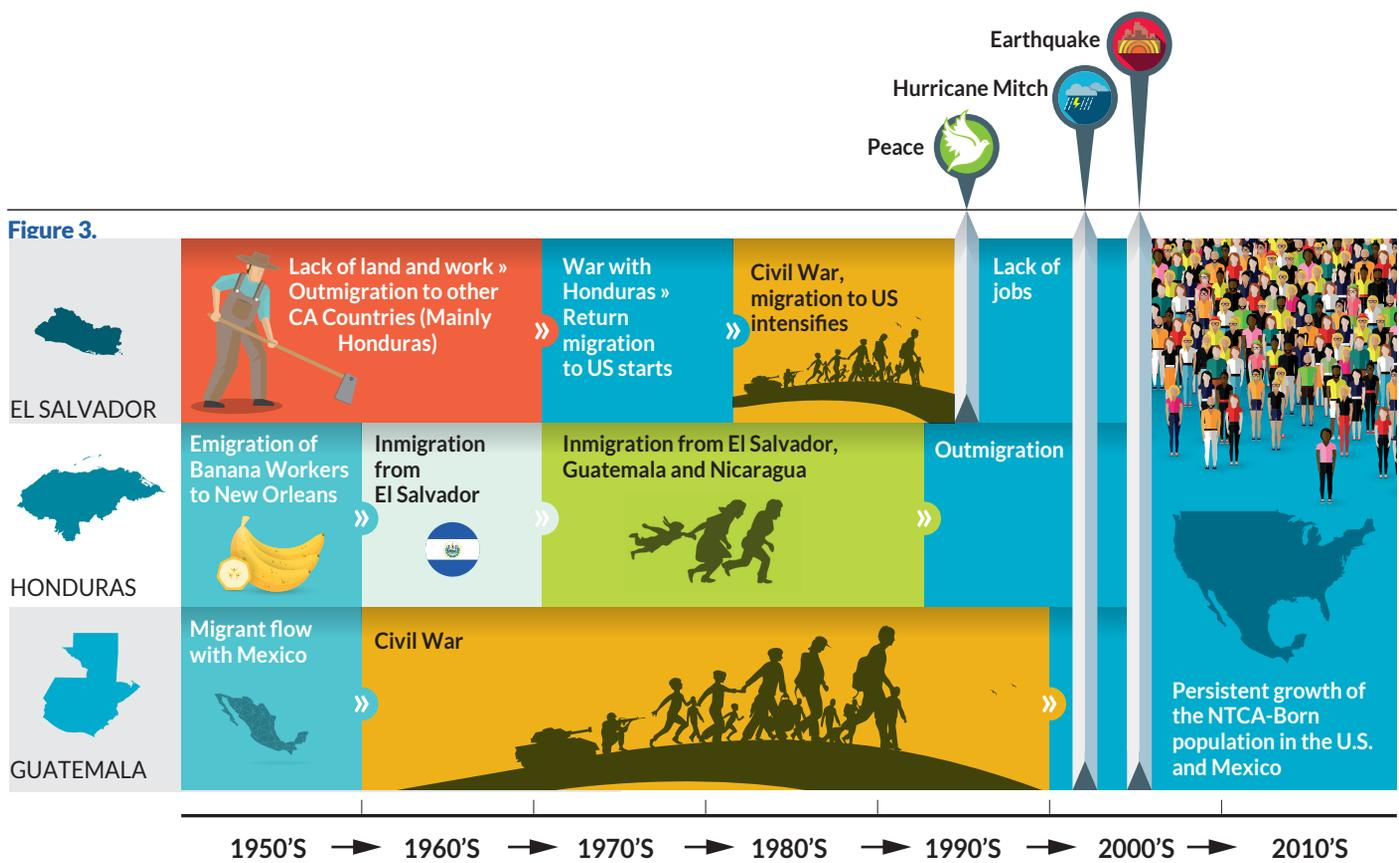 Earthquake
Hurricane Mitch
Peace
Figure 3.
EL SALVADOR
Lack of land and work »
Outmigration to other
CA Countries (Mainly
Honduras)
»
War with
Honduras »
Return
migration
to US starts
»
Civil War,
migration to US
intensifies
Lack of
jobs
HONDURAS
Emigration of
Banana Workers
to New Orleans
»
Inmigration
from
El Salvador
»
Inmigration from El Salvador,
Guatemala and Nicaragua
»
Outmigration
GUATEMALA
Migrant flow
with Mexico
»
Civil War
»
Persistent growth of
the NTCA-Born
population in the U.S.
and Mexico
1950'S 1960'S 1970'S 1980'S 1990'S 2000'S 2010'S